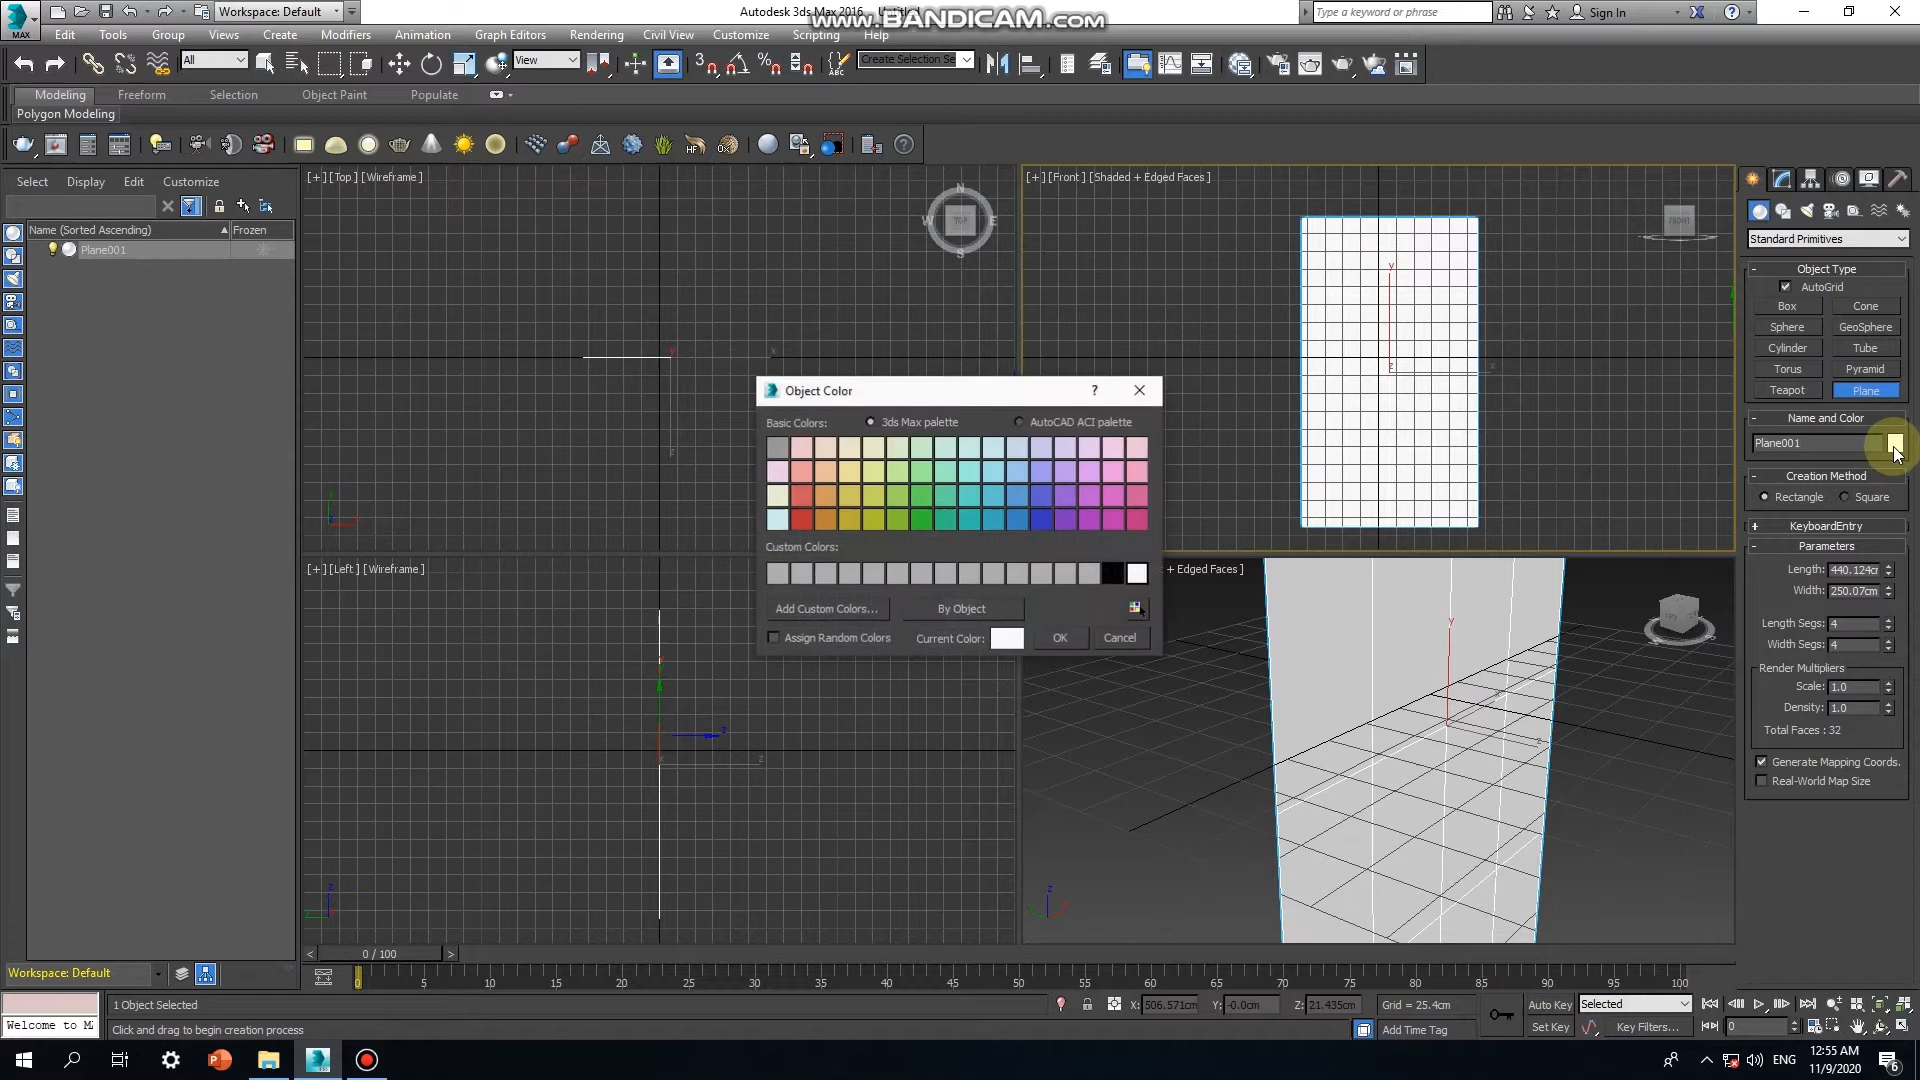 MAX
Workspace: Default
Autodesk 3ds Max 2016
www.BANDICAM.com
Type a keyword or phrase
Sign In
Edit Tools Group Views Create Modifiers Animation Graph Editors Rendering Civil View Customize Scripting Help
All
View
Create Selection Se
Modeling Freeform Selection Object Paint Populate
Polygon Modeling
Select Display Edit Customize
Name (Sorted Ascending) Frozen
Plane001
[+] [Top] [Wireframe]
N
W TOP E
S
[+] [Front] [Shaded + Edged Faces]
FRONT
[+] [Left] [Wireframe]
+ Edged Faces]
Object Color
Basic Colors: 3ds Max palette AutoCAD ACI palette
Custom Colors:
Add Custom Colors... By Object
Assign Random Colors Current Color: OK Cancel
Standard Primitives
Object Type
AutoGrid
Box Cone
Sphere GeoSphere
Cylinder Tube
Torus Pyramid
Teapot Plane
Name and Color
Plane001
Creation Method
Rectangle Square
KeyboardEntry
Parameters
Length: 440.124cr
Width: 250.07cm
Length Segs: 4
Width Segs: 4
Render Multipliers
Scale: 1.0
Density: 1.0
Total Faces : 32
Generate Mapping Coords.
Real-World Map Size
0 / 100
Workspace: Default
0 5 10 15 20 25 30 35 40 45 50 55 60 65 70 75 80 85 90 95 100
1 Object Selected
X: 506.571cm Y: -0.0cm Z: 21.435cm Grid = 25.4cm
Auto Key Selected
Welcome to M
Click and drag to begin creation process
Add Time Tag
Set Key Key Filters...
0
ENG
12:55 AM
11/9/2020
6